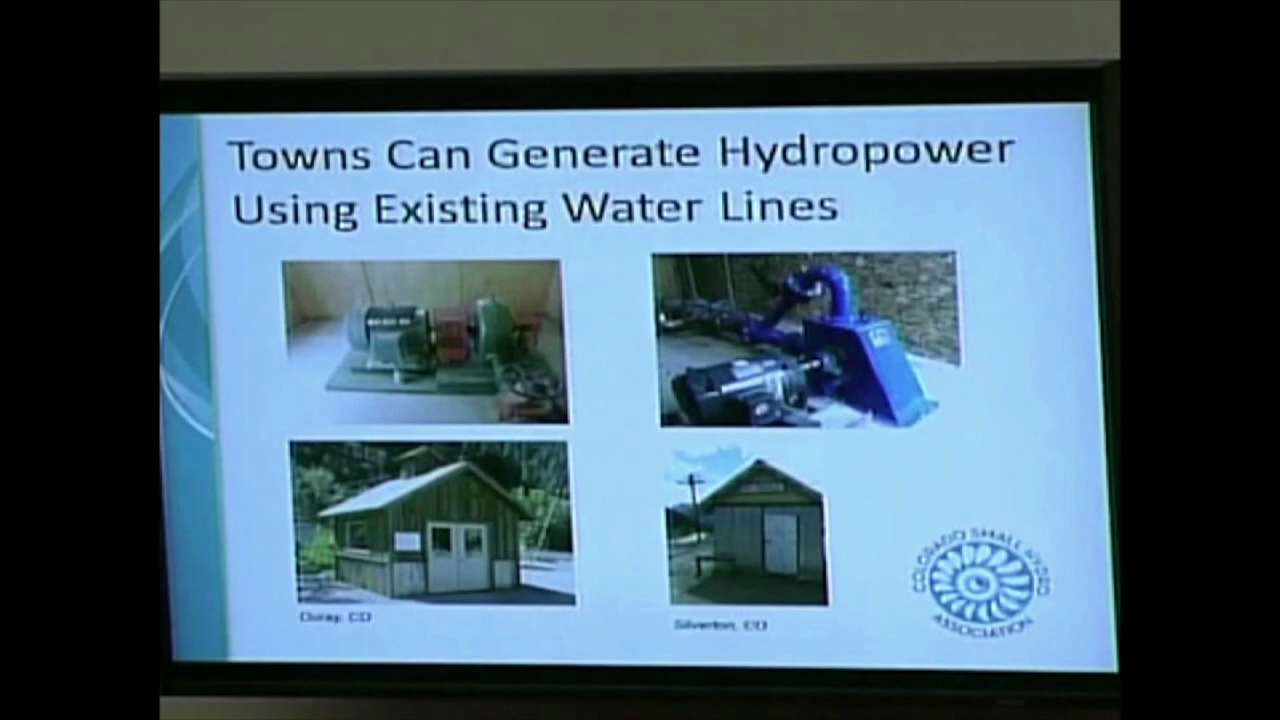 Towns Can Generate Hydropower
Using Existing Water Lines
Ouray, CO
Silverton, CO
COLORADO SMALL HYDRO
ASSOCIATION